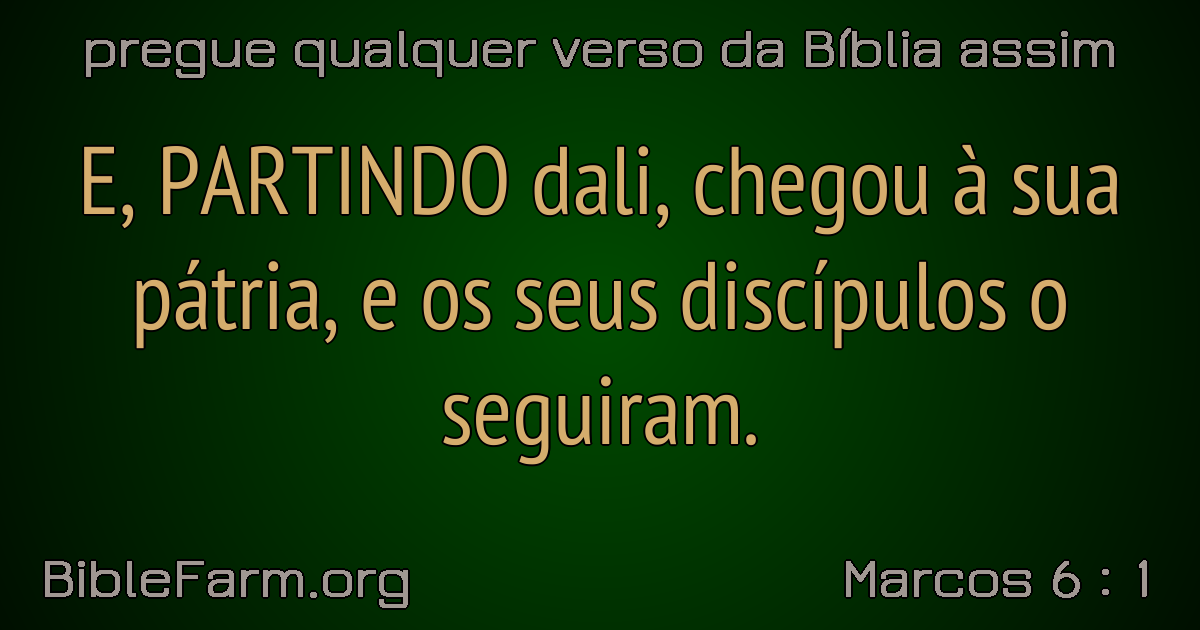 pregue qualquer verso da Bíblia assim
E, PARTINDO dali, chegou à sua
pátria, e os seus discípulos o
seguiram.
BibleFarm.org
Marcos 6 : 1